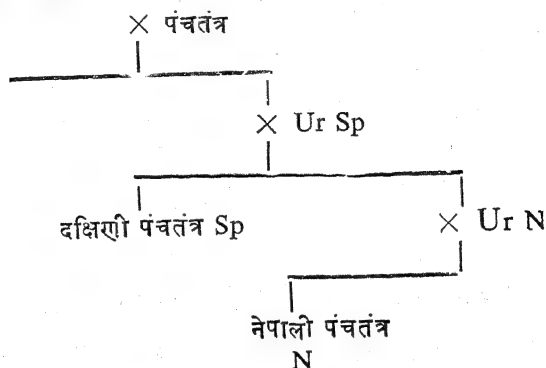 × पंचतंत्र
× Ur Sp
दक्षिणी पंचतंत्र Sp
× Ur N
नेपाली पंचतंत्र
N